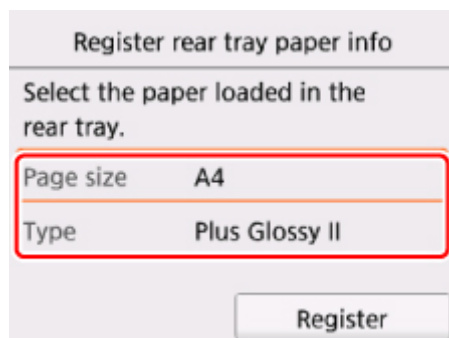 Register rear tray paper info
Select the paper loaded in the
rear tray.
Page size A4
Type Plus Glossy II
Register